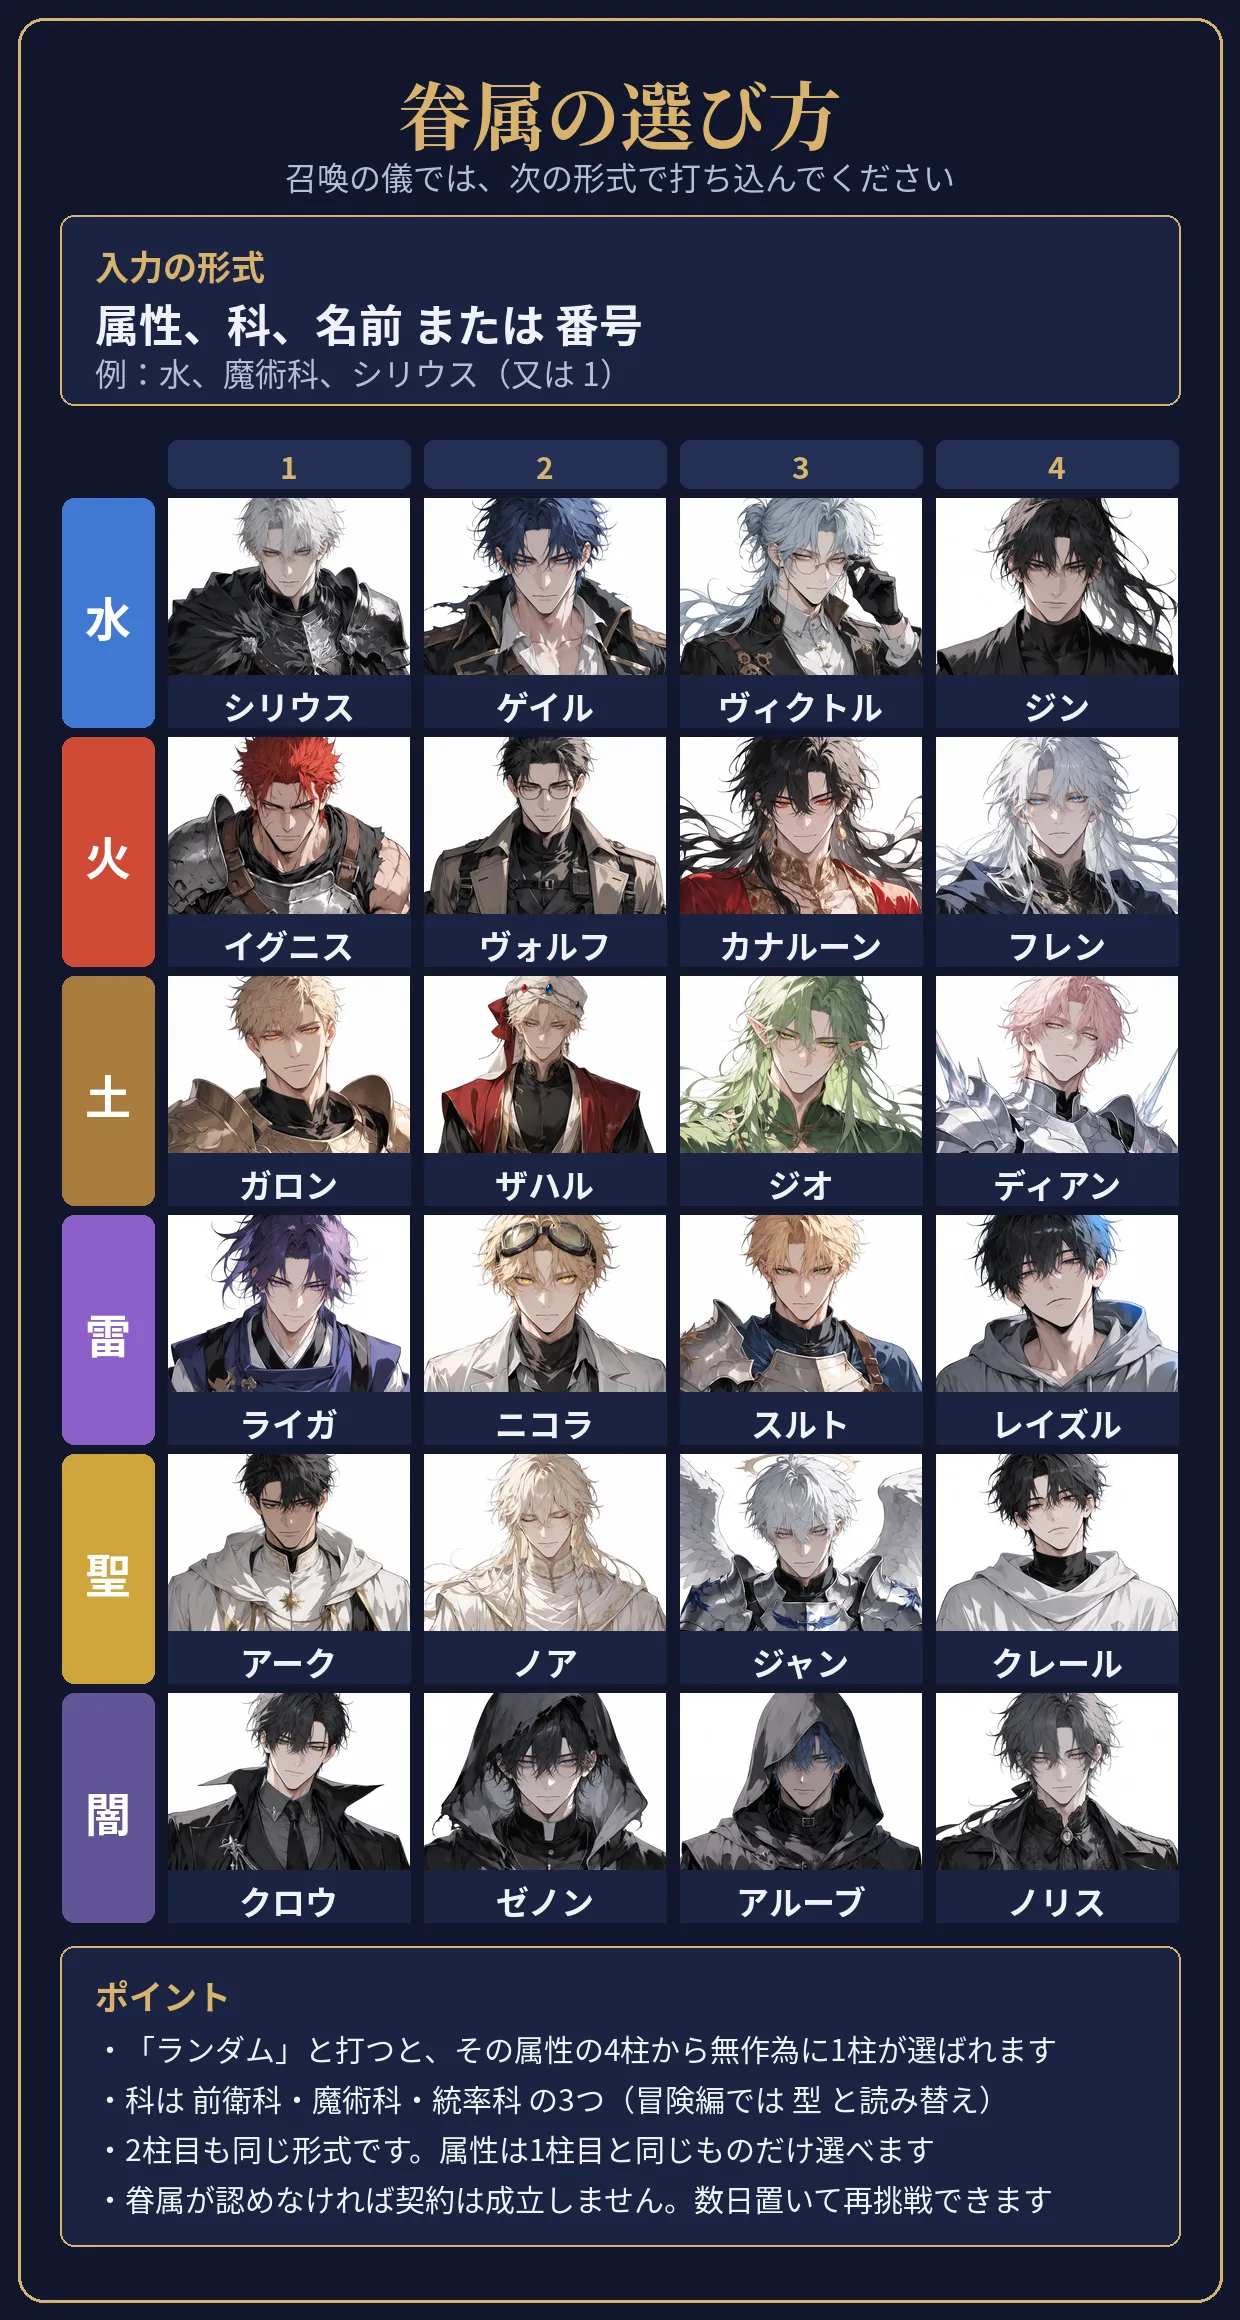 眷属の選び方
召喚の儀では、次の形式で打ち込んでください
入力の形式
属性、科、名前 または 番号
例：水、魔術科、シリウス（又は 1）
1 2 3 4
水
シリウス ゲイル ヴィクトル ジン
火
イグニス ヴォルフ カナルーン フレン
土
ガロン ザハル ジオ ディアン
雷
ライガ ニコラ スルト レイズル
聖
アーク ノア ジャン クレール
闇
クロウ ゼノン アルーブ ノリス
ポイント
・「ランダム」と打つと、その属性の4柱から無作為に1柱が選ばれます
・科は 前衛科・魔術科・統率科 の3つ（冒険編では 型 と読み替え）
・2柱目も同じ形式です。属性は1柱目と同じものだけ選べます
・眷属が認めなければ契約は成立しません。数日置いて再挑戦できます